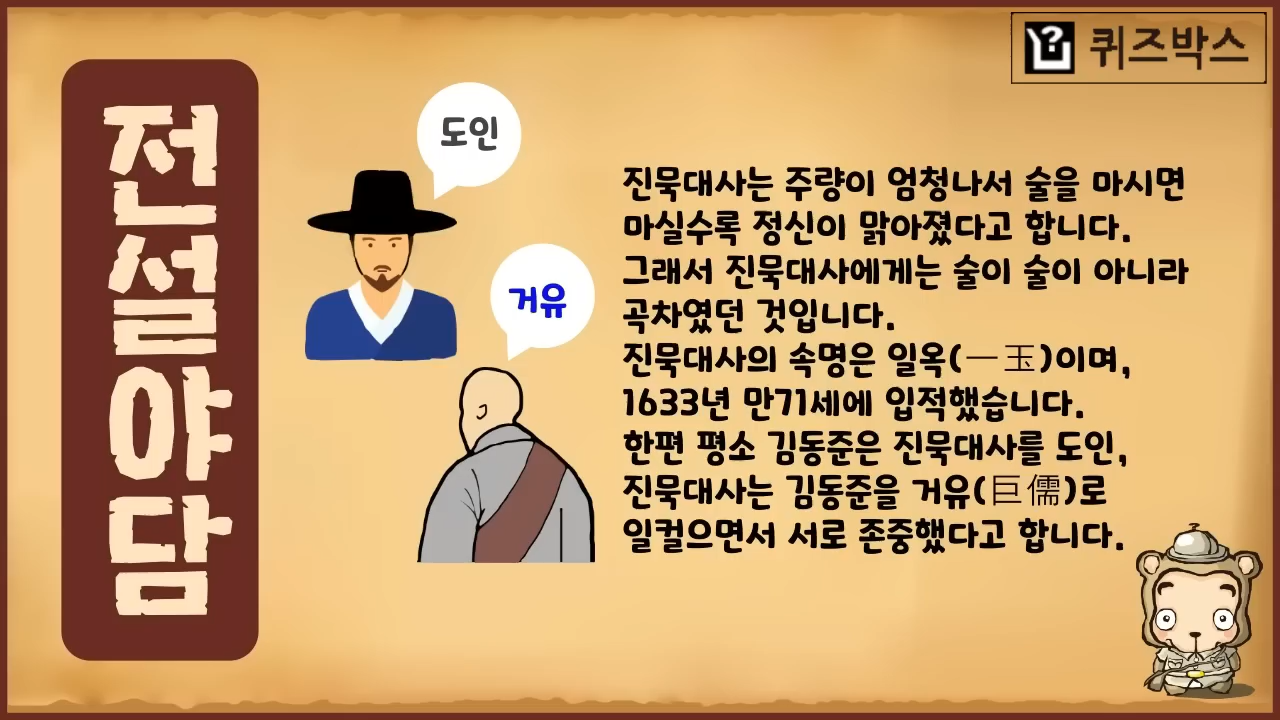 퀴즈박스
전설야담
도인
거유
진묵대사는 주량이 엄청나서 술을 마시면
마실수록 정신이 맑아졌다고 합니다.
그래서 진묵대사에게는 술이 술이 아니라
곡차였던 것입니다.
진묵대사의 속명은 일옥(一玉)이며,
1633년 만71세에 입적했습니다.
한편 평소 김동준은 진묵대사를 도인,
진묵대사는 김동준을 거유(巨儒)로
일컬으면서 서로 존중했다고 합니다.